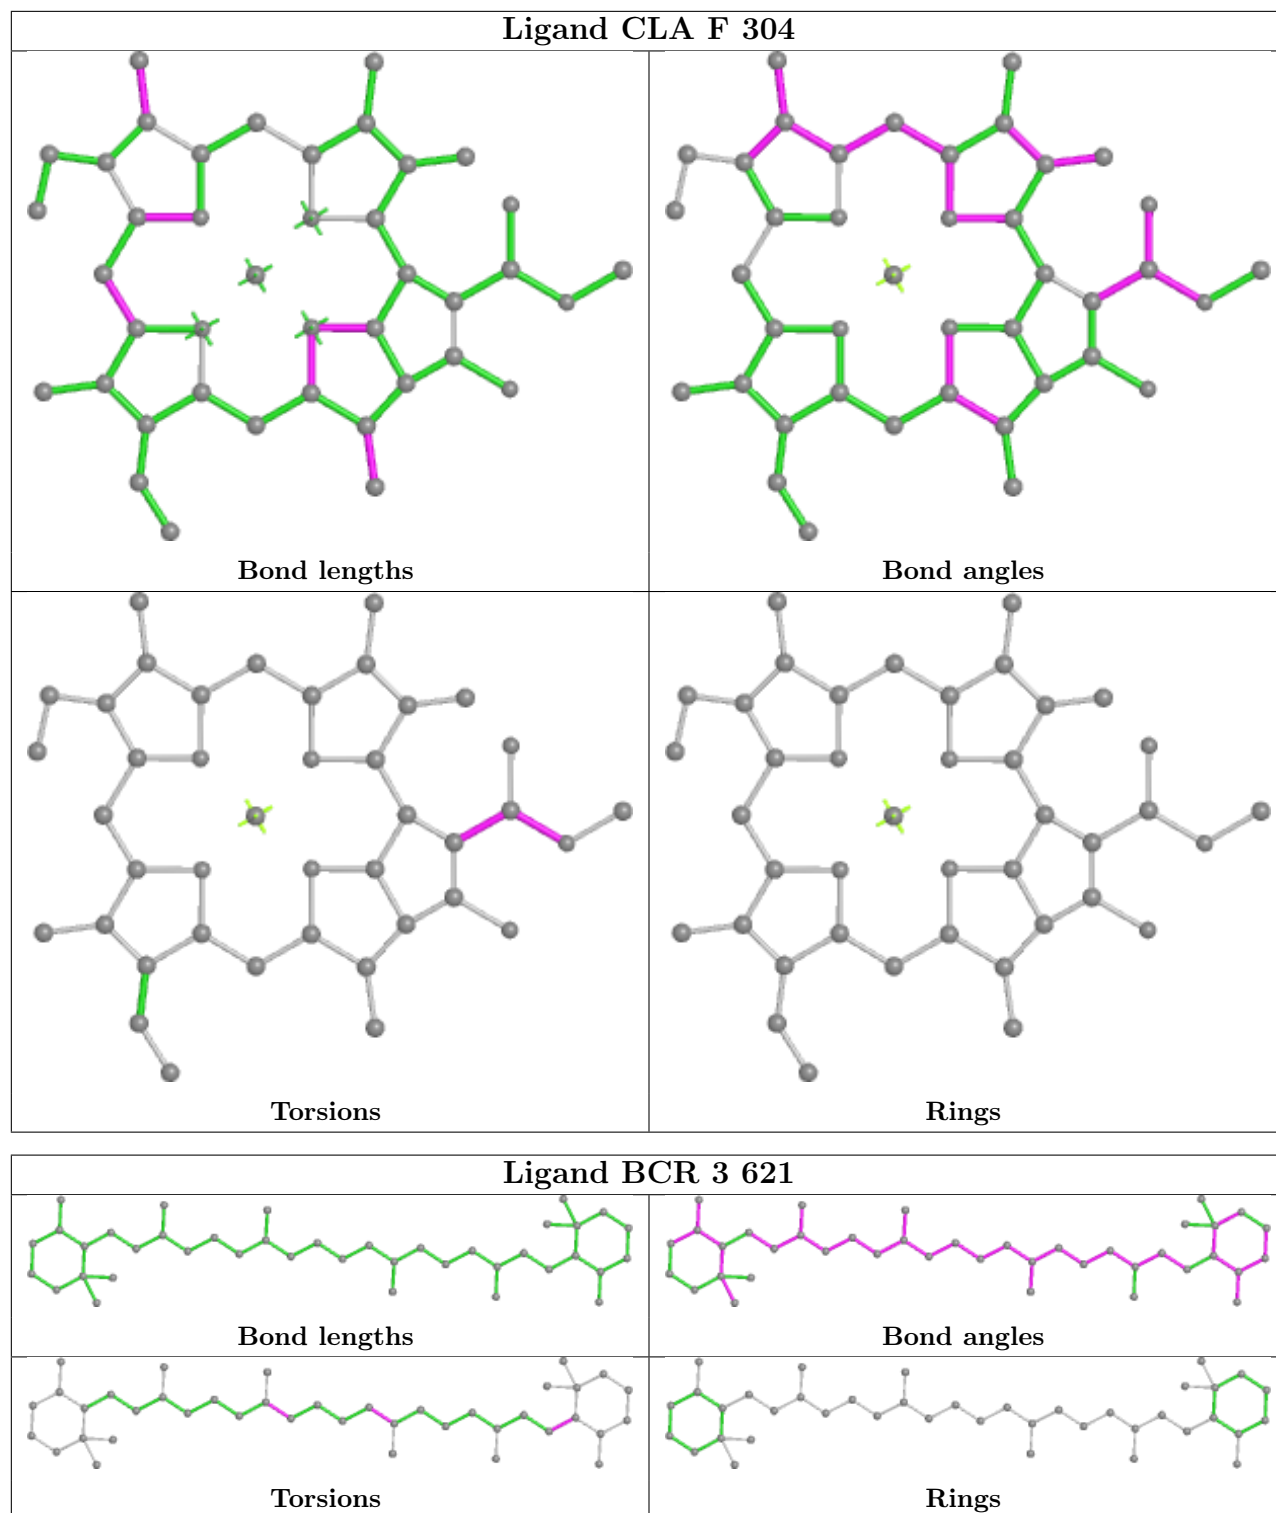 Ligand CLA F 304
Bond lengths
Bond angles
Torsions
Rings
Ligand BCR 3 621
Bond lengths
Bond angles
Torsions
Rings